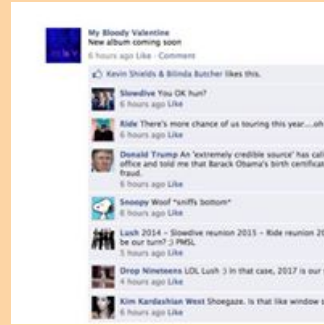 My Bloody Valentine
New album coming soon
6 hours ago Like · Comment
Kevin Shields & Bilinda Butcher likes this.
Slowdive You OK hun?
6 hours ago Like
Ride There's more chance of us touring this year....oh
6 hours ago Like
Donald Trump An 'extremely credible source' has cal
office and told me that Barack Obama's birth certificat
fraud.
6 hours ago Like
Snoopy Woof *sniffs bottom*
6 hours ago Like
Lush 2014 - Slowdive reunion 2015 - Ride reunion 20
be our turn? ;) PMSL
5 hours ago Like
Drop Nineteens LOL Lush :) In that case, 2017 is our
4 hours ago Like
Kim Kardashian West Shoegaze. Is that like window
6 hours ago Like